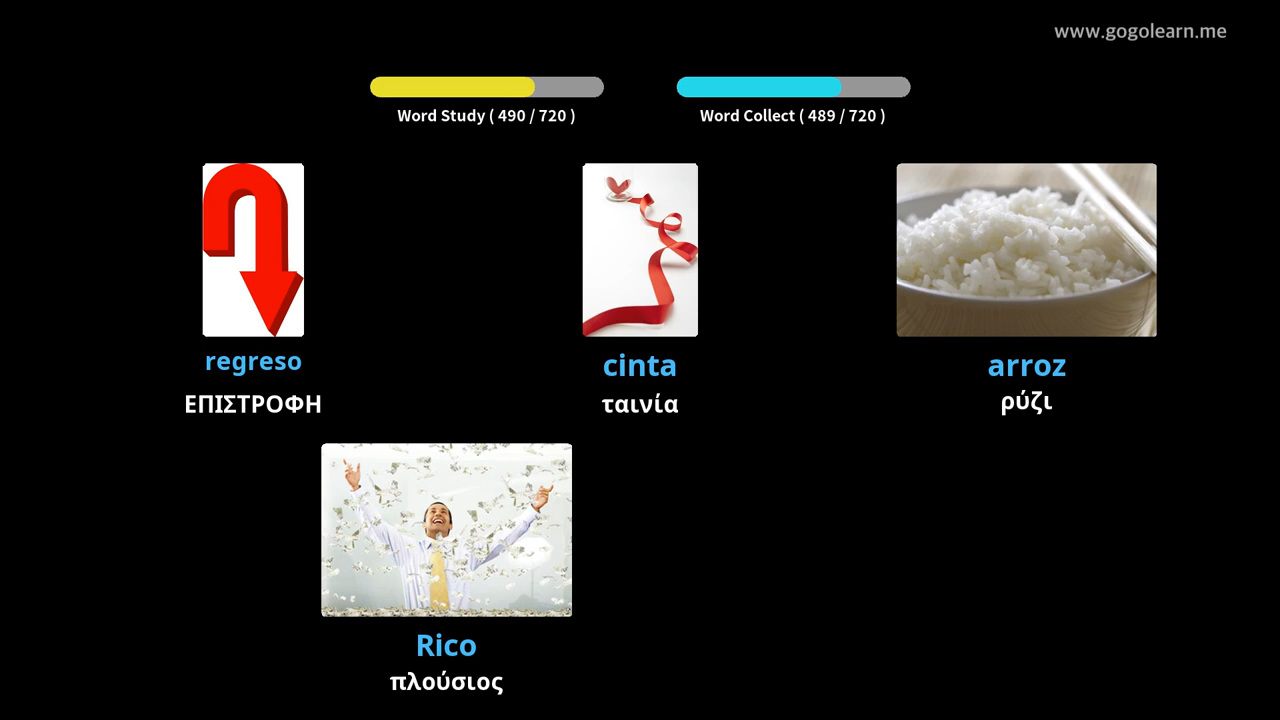 www.gogolearn.me
Word Study ( 490 / 720 )
Word Collect ( 489 / 720 )
regreso
ΕΠΙΣΤΡΟΦΗ
cinta
ταινία
arroz
ρύζι
Rico
πλούσιος